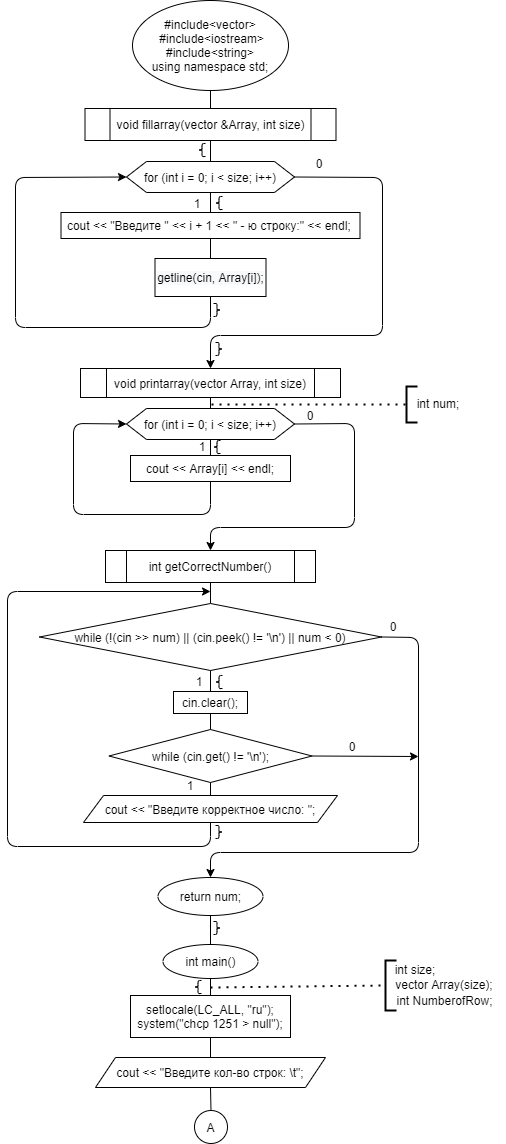 #include<vector>
#include<iostream>
#include<string>
using namespace std;
void fillarray(vector &Array, int size)
{
for (int i = 0; i < size; i++)
0
1 {
cout << "Введите " << i + 1 << " - ю строку:" << endl;
getline(cin, Array[i]);
}
}
void printarray(vector Array, int size)
int num;
for (int i = 0; i < size; i++)
0
1 {
cout << Array[i] << endl;
int getCorrectNumber()
while (!(cin >> num) || (cin.peek() != '\n') || num < 0)
0
1 {
cin.clear();
while (cin.get() != '\n');
0
1
cout << "Введите корректное число: ";
}
return num;
}
int main()
{
int size;
vector Array(size);
int NumberofRow;
setlocale(LC_ALL, "ru");
system("chcp 1251 > null");
cout << "Введите кол-во строк: \t";
A